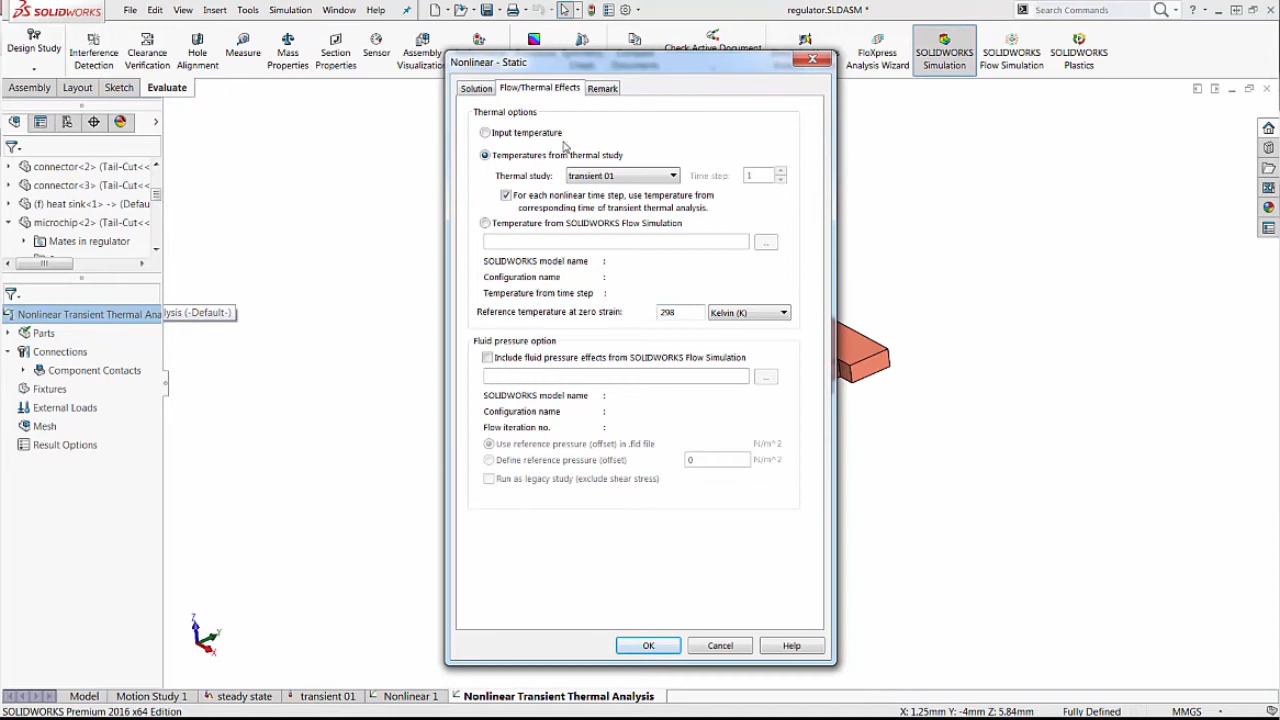 SOLIDWORKS File Edit View Insert Tools Simulation Window Help regulator.SLDASM * Search Commands ?
Design Study
Interference Detection
Clearance Verification
Hole Alignment
Measure
Mass Properties
Section Properties
Sensor
Assembly Visualization
Check Active Document
FloXpress Analysis Wizard
SOLIDWORKS Simulation
SOLIDWORKS Flow Simulation
SOLIDWORKS Plastics
Assembly Layout Sketch Evaluate
connector<2> (Tail-Cut<<
connector<3> (Tail-Cut<<
(f) heat sink<1> -> (Defau
microchip<2> (Tail-Cut<<
Mates in regulator
Nonlinear Transient Thermal Analysis (-Default-)
Parts
Connections
Component Contacts
Fixtures
External Loads
Mesh
Result Options
Nonlinear - Static
Solution Flow/Thermal Effects Remark
Thermal options
Input temperature
Temperatures from thermal study
Thermal study: transient 01 Time step: 1
For each nonlinear time step, use temperature from
corresponding time of transient thermal analysis.
Temperature from SOLIDWORKS Flow Simulation
...
SOLIDWORKS model name :
Configuration name :
Temperature from time step :
Reference temperature at zero strain: 298 Kelvin (K)
Fluid pressure option
Include fluid pressure effects from SOLIDWORKS Flow Simulation
...
SOLIDWORKS model name :
Configuration name :
Flow iteration no. :
Use reference pressure (offset) in .fld file N/m^2
Define reference pressure (offset) 0 N/m^2
Run as legacy study (exclude shear stress)
OK Cancel Help
Z Y X
Model Motion Study 1 steady state transient 01 Nonlinear 1 Nonlinear Transient Thermal Analysis
SOLIDWORKS Premium 2016 x64 Edition X: 1.25mm Y: -4mm Z: 5.84mm Fully Defined MMGS